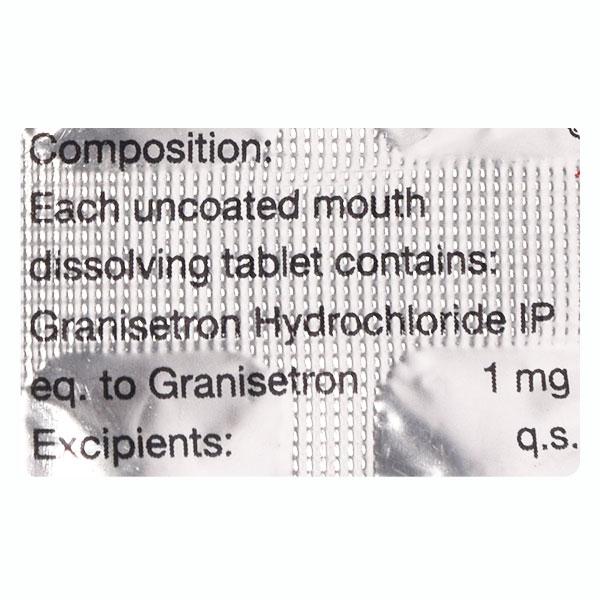 Composition:
Each uncoated mouth
dissolving tablet contains:
Granisetron Hydrochloride IP
eq. to Granisetron 1 mg
Excipients: q.s.